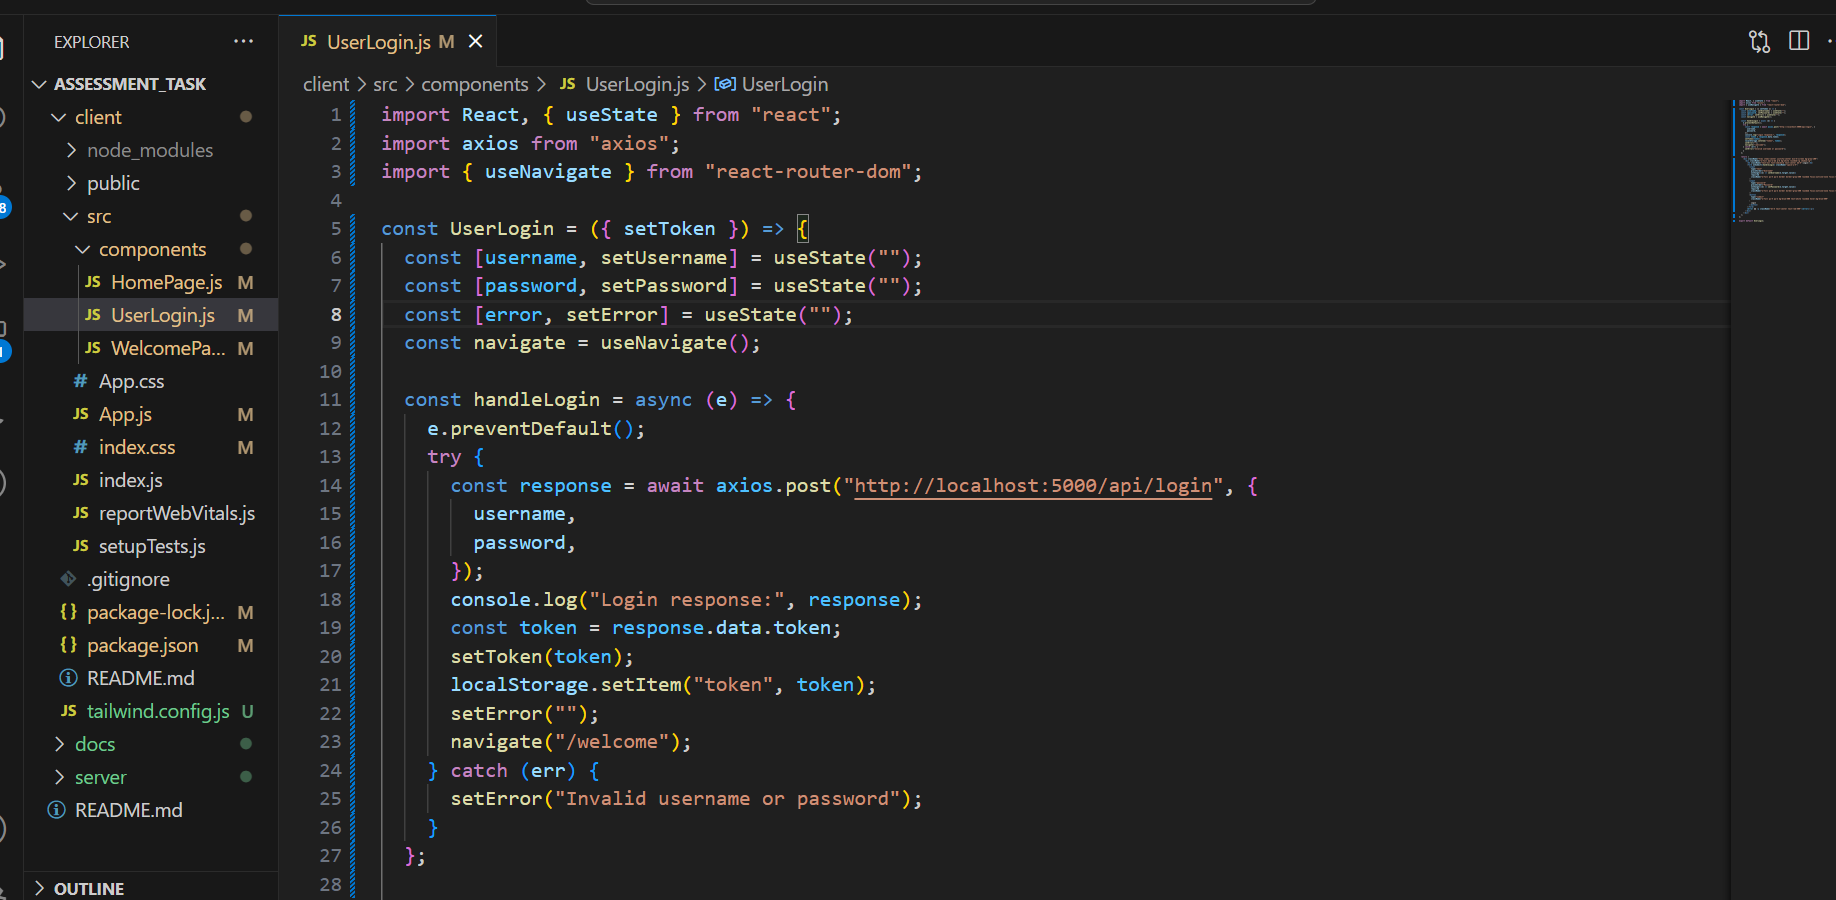 EXPLORER ...
ASSESSMENT_TASK
client
node_modules
public
src
components
JS HomePage.js M
JS UserLogin.js M
JS WelcomePa... M
# App.css
JS App.js M
# index.css M
JS index.js
JS reportWebVitals.js
JS setupTests.js
.gitignore
{} package-lock.j... M
{} package.json M
README.md
JS tailwind.config.js U
docs
server
README.md
OUTLINE
8
JS UserLogin.js M
client > src > components > JS UserLogin.js > UserLogin
1 import React, { useState } from "react";
2 import axios from "axios";
3 import { useNavigate } from "react-router-dom";
4
5 const UserLogin = ({ setToken }) => {
6 const [username, setUsername] = useState("");
7 const [password, setPassword] = useState("");
8 const [error, setError] = useState("");
9 const navigate = useNavigate();
10
11 const handleLogin = async (e) => {
12 e.preventDefault();
13 try {
14 const response = await axios.post("http://localhost:5000/api/login", {
15 username,
16 password,
17 });
18 console.log("Login response:", response);
19 const token = response.data.token;
20 setToken(token);
21 localStorage.setItem("token", token);
22 setError("");
23 navigate("/welcome");
24 } catch (err) {
25 setError("Invalid username or password");
26 }
27 };
28